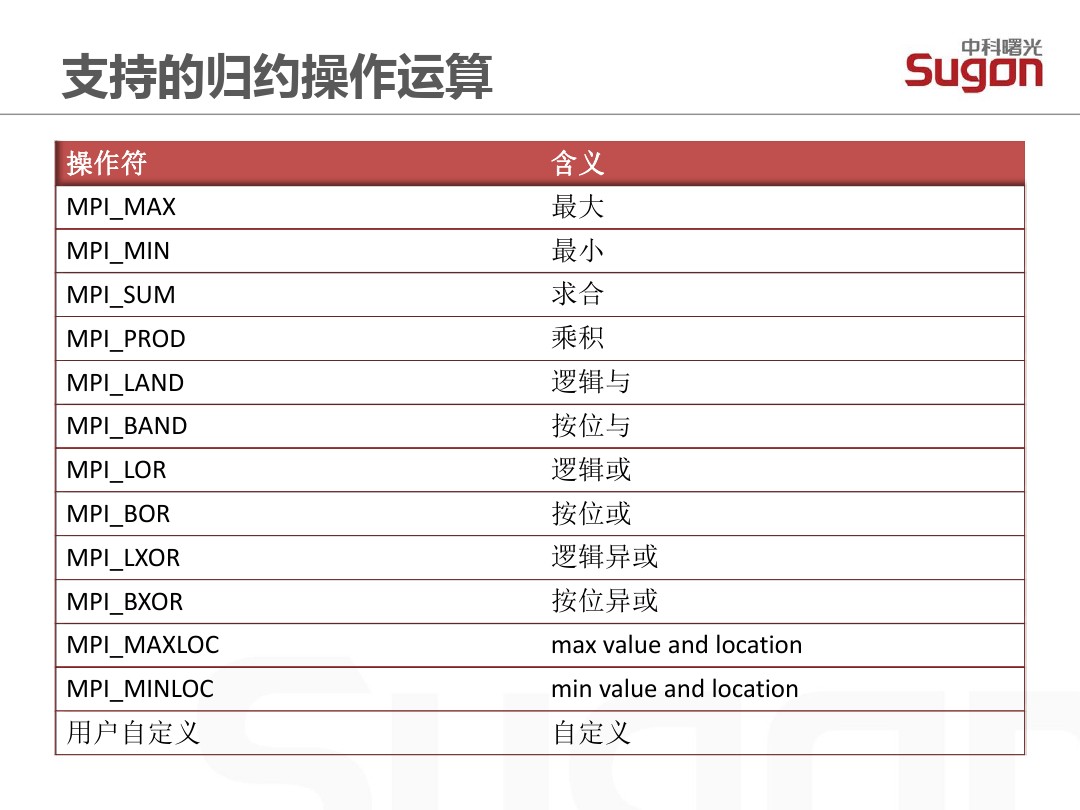 支持的归约操作运算
中科曙光
Sugon
操作符 含义
MPI_MAX 最大
MPI_MIN 最小
MPI_SUM 求合
MPI_PROD 乘积
MPI_LAND 逻辑与
MPI_BAND 按位与
MPI_LOR 逻辑或
MPI_BOR 按位或
MPI_LXOR 逻辑异或
MPI_BXOR 按位异或
MPI_MAXLOC max value and location
MPI_MINLOC min value and location
用户自定义 自定义